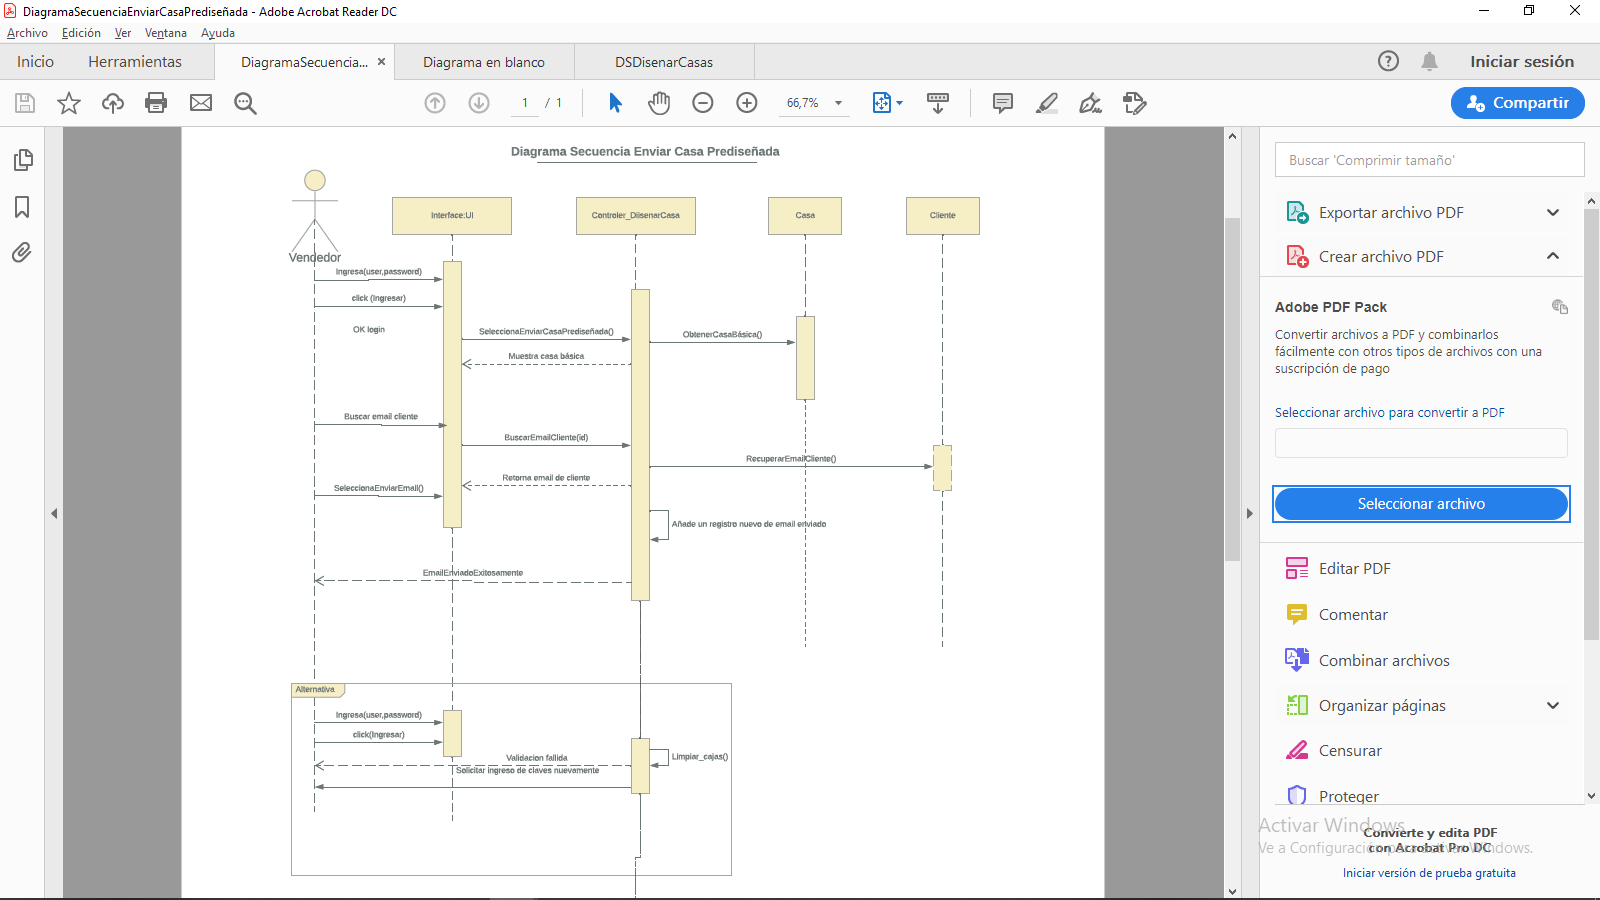 DiagramaSecuenciaEnviarCasaPrediseñada - Adobe Acrobat Reader DC
Archivo Edición Ver Ventana Ayuda
Inicio Herramientas DiagramaSecuencia... × Diagrama en blanco DSDisenarCasas Iniciar sesión
1 / 1 66,7% Compartir
Diagrama Secuencia Enviar Casa Prediseñada
Vendedor
Interface:UI
Controler_DiisenarCasa
Casa
Cliente
Ingresa(user,password)
click (Ingresar)
OK login
SeleccionaEnviarCasaPrediseñada()
ObtenerCasaBásica()
Muestra casa básica
Buscar email cliente
BuscarEmailCliente(id)
RecuperarEmailCliente()
Retorna email de cliente
SeleccionaEnviarEmail()
Añade un registro nuevo de email enviado
EmailEnviadoExitosamente
Alternativa
Ingresa(user,password)
click(Ingresar)
Validacion fallida
Limpiar_cajas()
Solicitar ingreso de claves nuevamente
Buscar 'Comprimir tamaño'
Exportar archivo PDF
Crear archivo PDF
Adobe PDF Pack
Convertir archivos a PDF y combinarlos
fácilmente con otros tipos de archivos con una
suscripción de pago
Seleccionar archivo para convertir a PDF
Seleccionar archivo
Editar PDF
Comentar
Combinar archivos
Organizar páginas
Censurar
Proteger
Activar Windows
Ve a Configuración para activar Windows.
Convierte y edita PDF
con Acrobat Pro DC
Iniciar versión de prueba gratuita